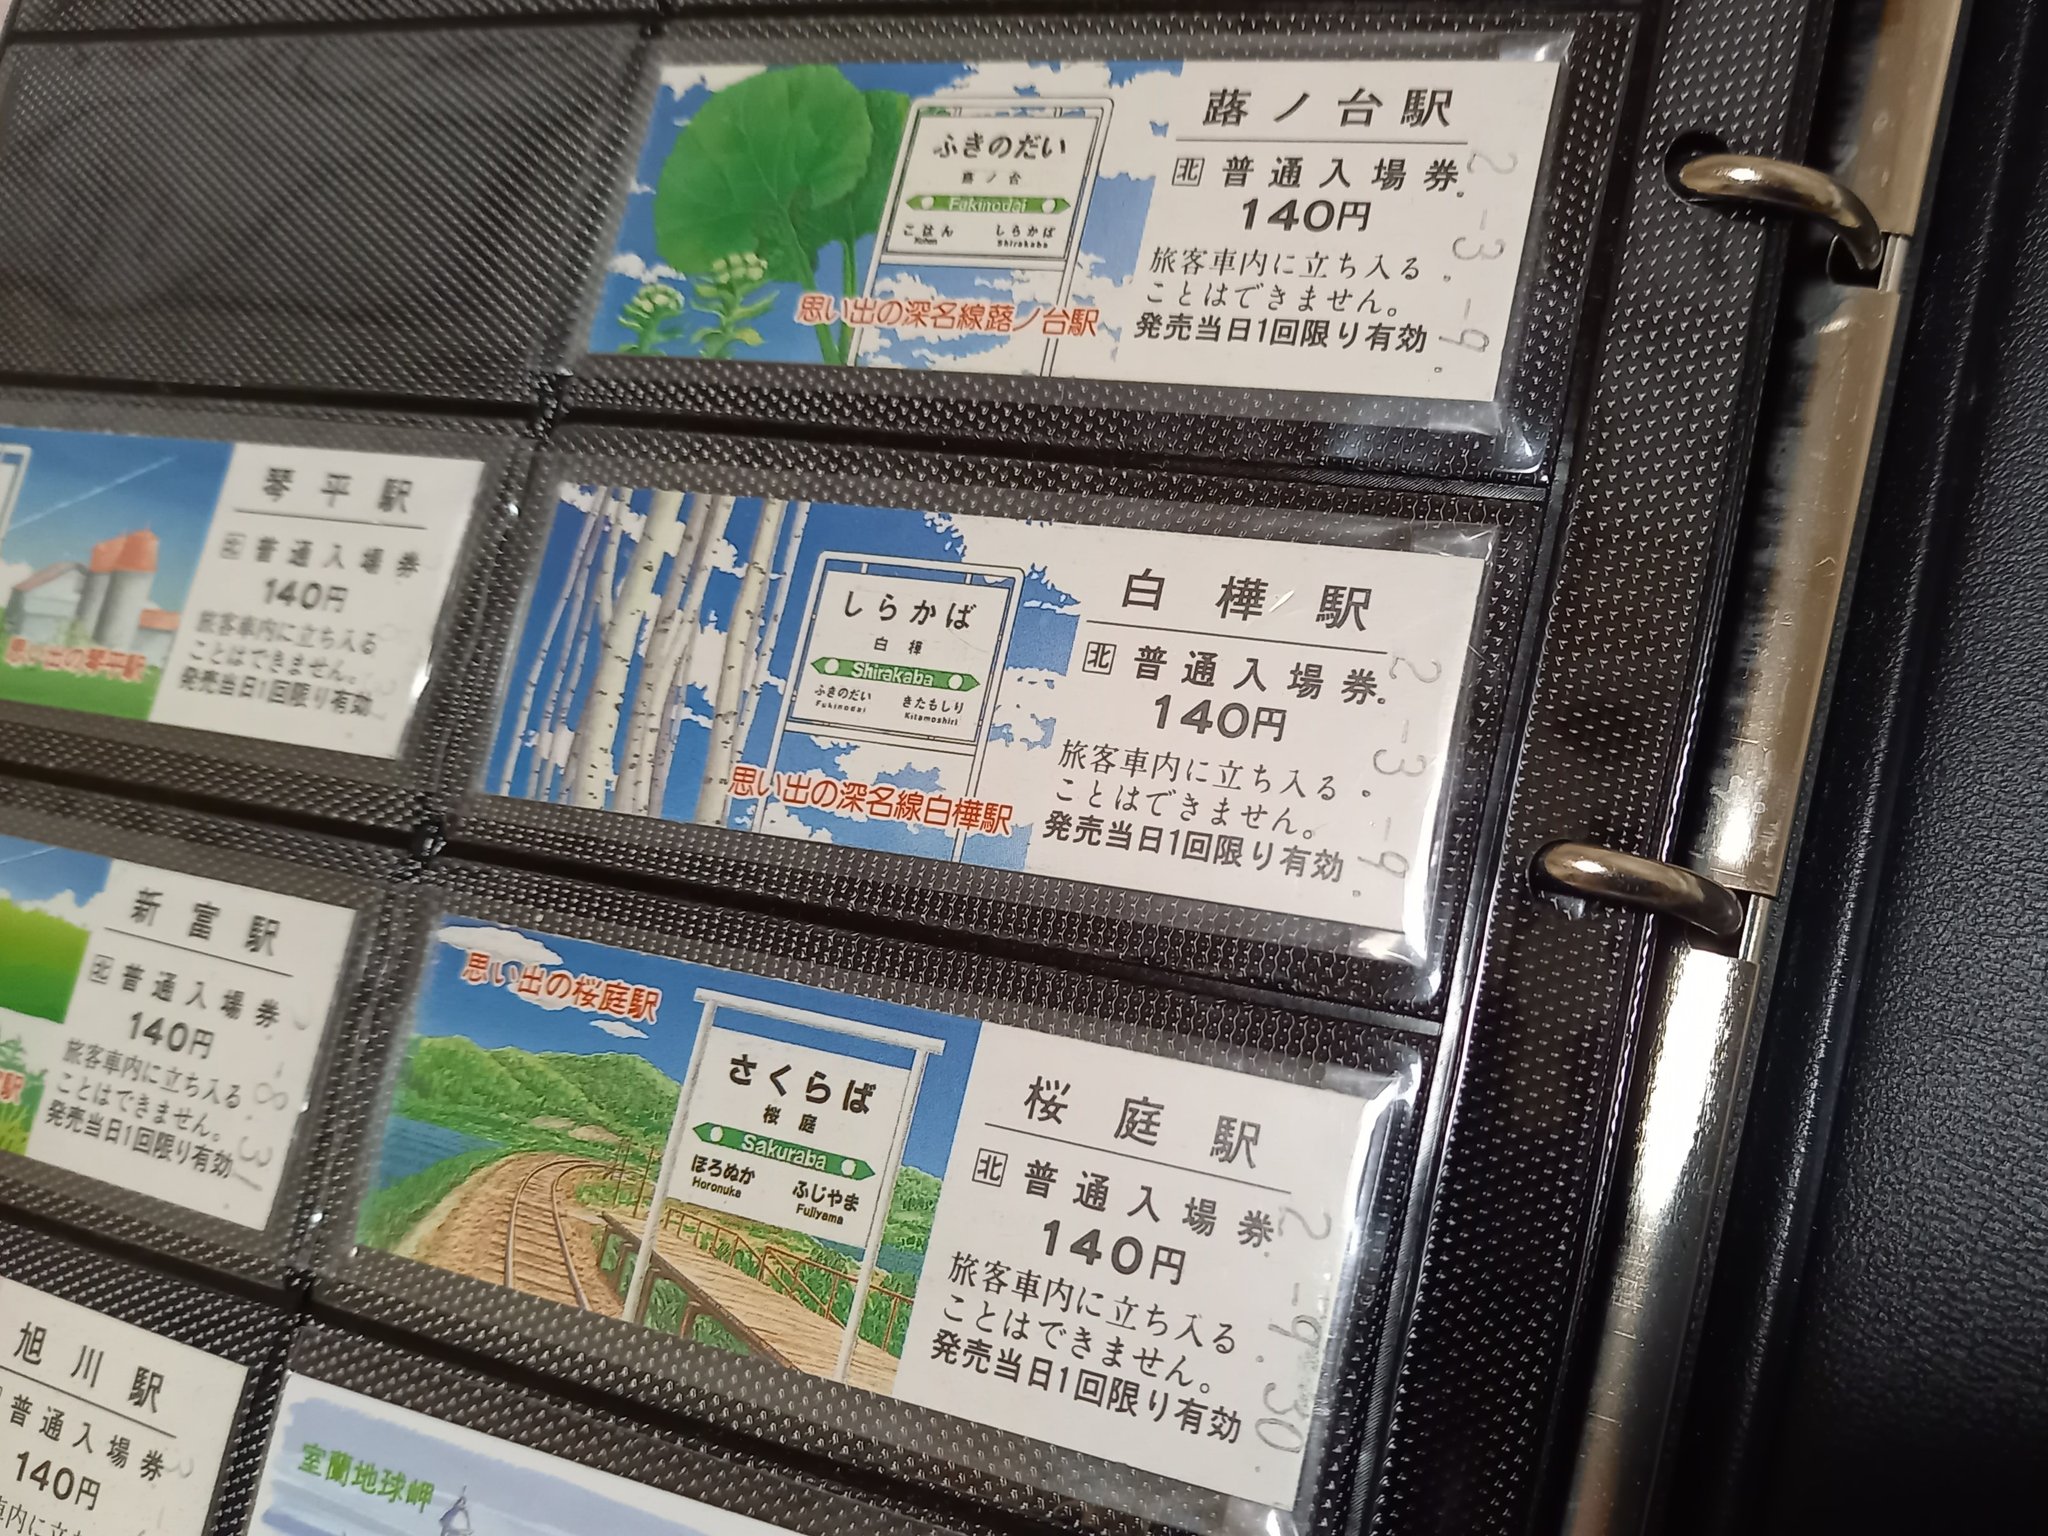 蕗ノ台駅
北 普通入場券
140円
旅客車内に立ち入る
ことはできません。
発売当日1回限り有効
2.-3.-9.
ふきのだい
蕗ノ台
Fukinodai
こはん しらかば
Kohan Shirakaba
思い出の深名線蕗ノ台駅
琴平駅
北 普通入場券
140円
旅客車内に立ち入る
ことはできません。
発売当日1回限り有効
思い出の琴平駅
しらかば
白樺
Shirakaba
ふきのだい きたもしり
Fukinodai Kitamoshiri
思い出の深名線白樺駅
白樺駅
北 普通入場券
140円
旅客車内に立ち入る
ことはできません。
発売当日1回限り有効
2.-3.-9.
新富駅
北 普通入場券
140円
旅客車内に立ち入る
ことはできません。
発売当日1回限り有効
駅
思い出の桜庭駅
さくらば
桜庭
Sakuraba
ほろぬか ふじやま
Horonuka Fujiyama
桜庭駅
北 普通入場券
140円
旅客車内に立ち入る
ことはできません。
発売当日1回限り有効
2.-9.30.
旭川駅
普通入場券
140円
車内に立
室蘭地球岬